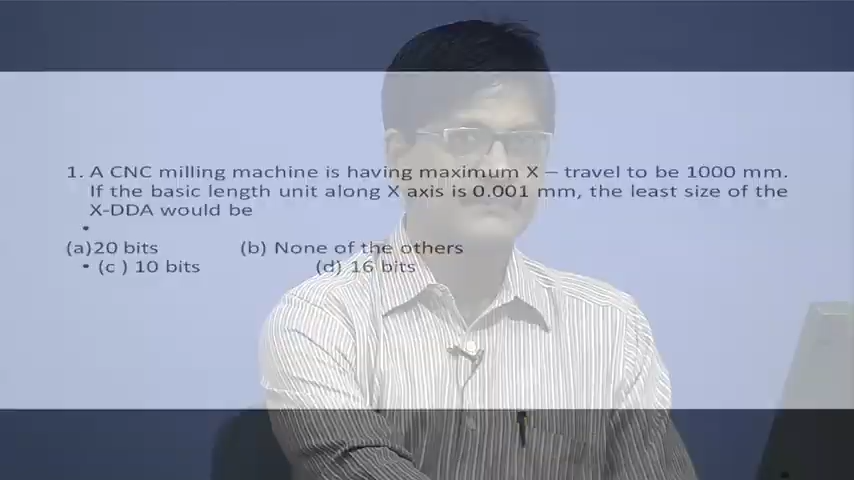 1. A CNC milling machine is having maximum X – travel to be 1000 mm.
If the basic length unit along X axis is 0.001 mm, the least size of the
X-DDA would be
•
(a)20 bits (b) None of the others
• (c ) 10 bits (d) 16 bits